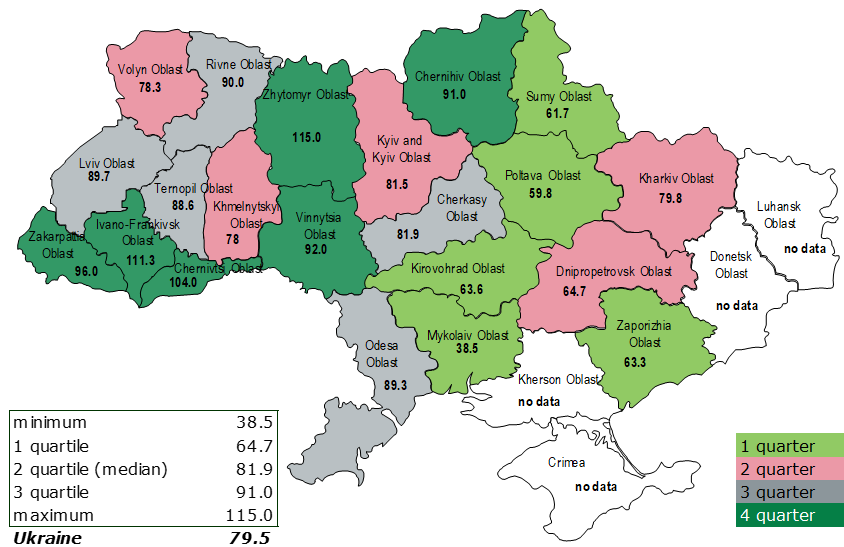 Volyn Oblast
78.3
Rivne Oblast
90.0
Zhytomyr Oblast
115.0
Chernihiv Oblast
91.0
Sumy Oblast
61.7
Kyiv and
Kyiv Oblast
81.5
Lviv Oblast
89.7
Ternopil Oblast
88.6
Khmelnytskyi
Oblast
78
Poltava Oblast
59.8
Kharkiv Oblast
79.8
Luhansk
Oblast
no data
Cherkasy
Oblast
81.9
Vinnytsia
Oblast
92.0
Ivano-Frankivsk
Oblast
111.3
Zakarpattia
Oblast
96.0
Chernivtsi Oblast
104.0
Kirovohrad Oblast
63.6
Dnipropetrovsk Oblast
64.7
Donetsk
Oblast
no data
Odesa
Oblast
89.3
Mykolaiv Oblast
38.5
Zaporizhia
Oblast
63.3
Kherson Oblast
no data
Crimea
no data
minimum 38.5
1 quartile 64.7
2 quartile (median) 81.9
3 quartile 91.0
maximum 115.0
Ukraine 79.5
1 quarter
2 quarter
3 quarter
4 quarter